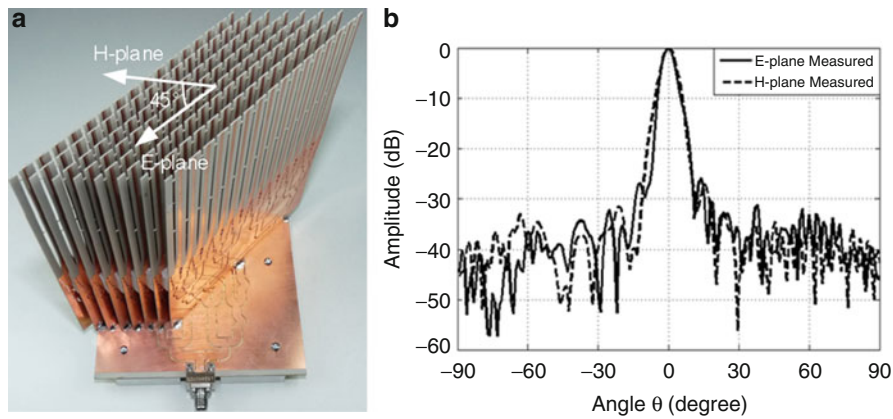 a
H-plane
45°
E-plane
b
E-plane Measured
H-plane Measured
Amplitude (dB)
0
−10
−20
−30
−40
−50
−60
−90
−60
−30
0
30
60
90
Angle θ (degree)